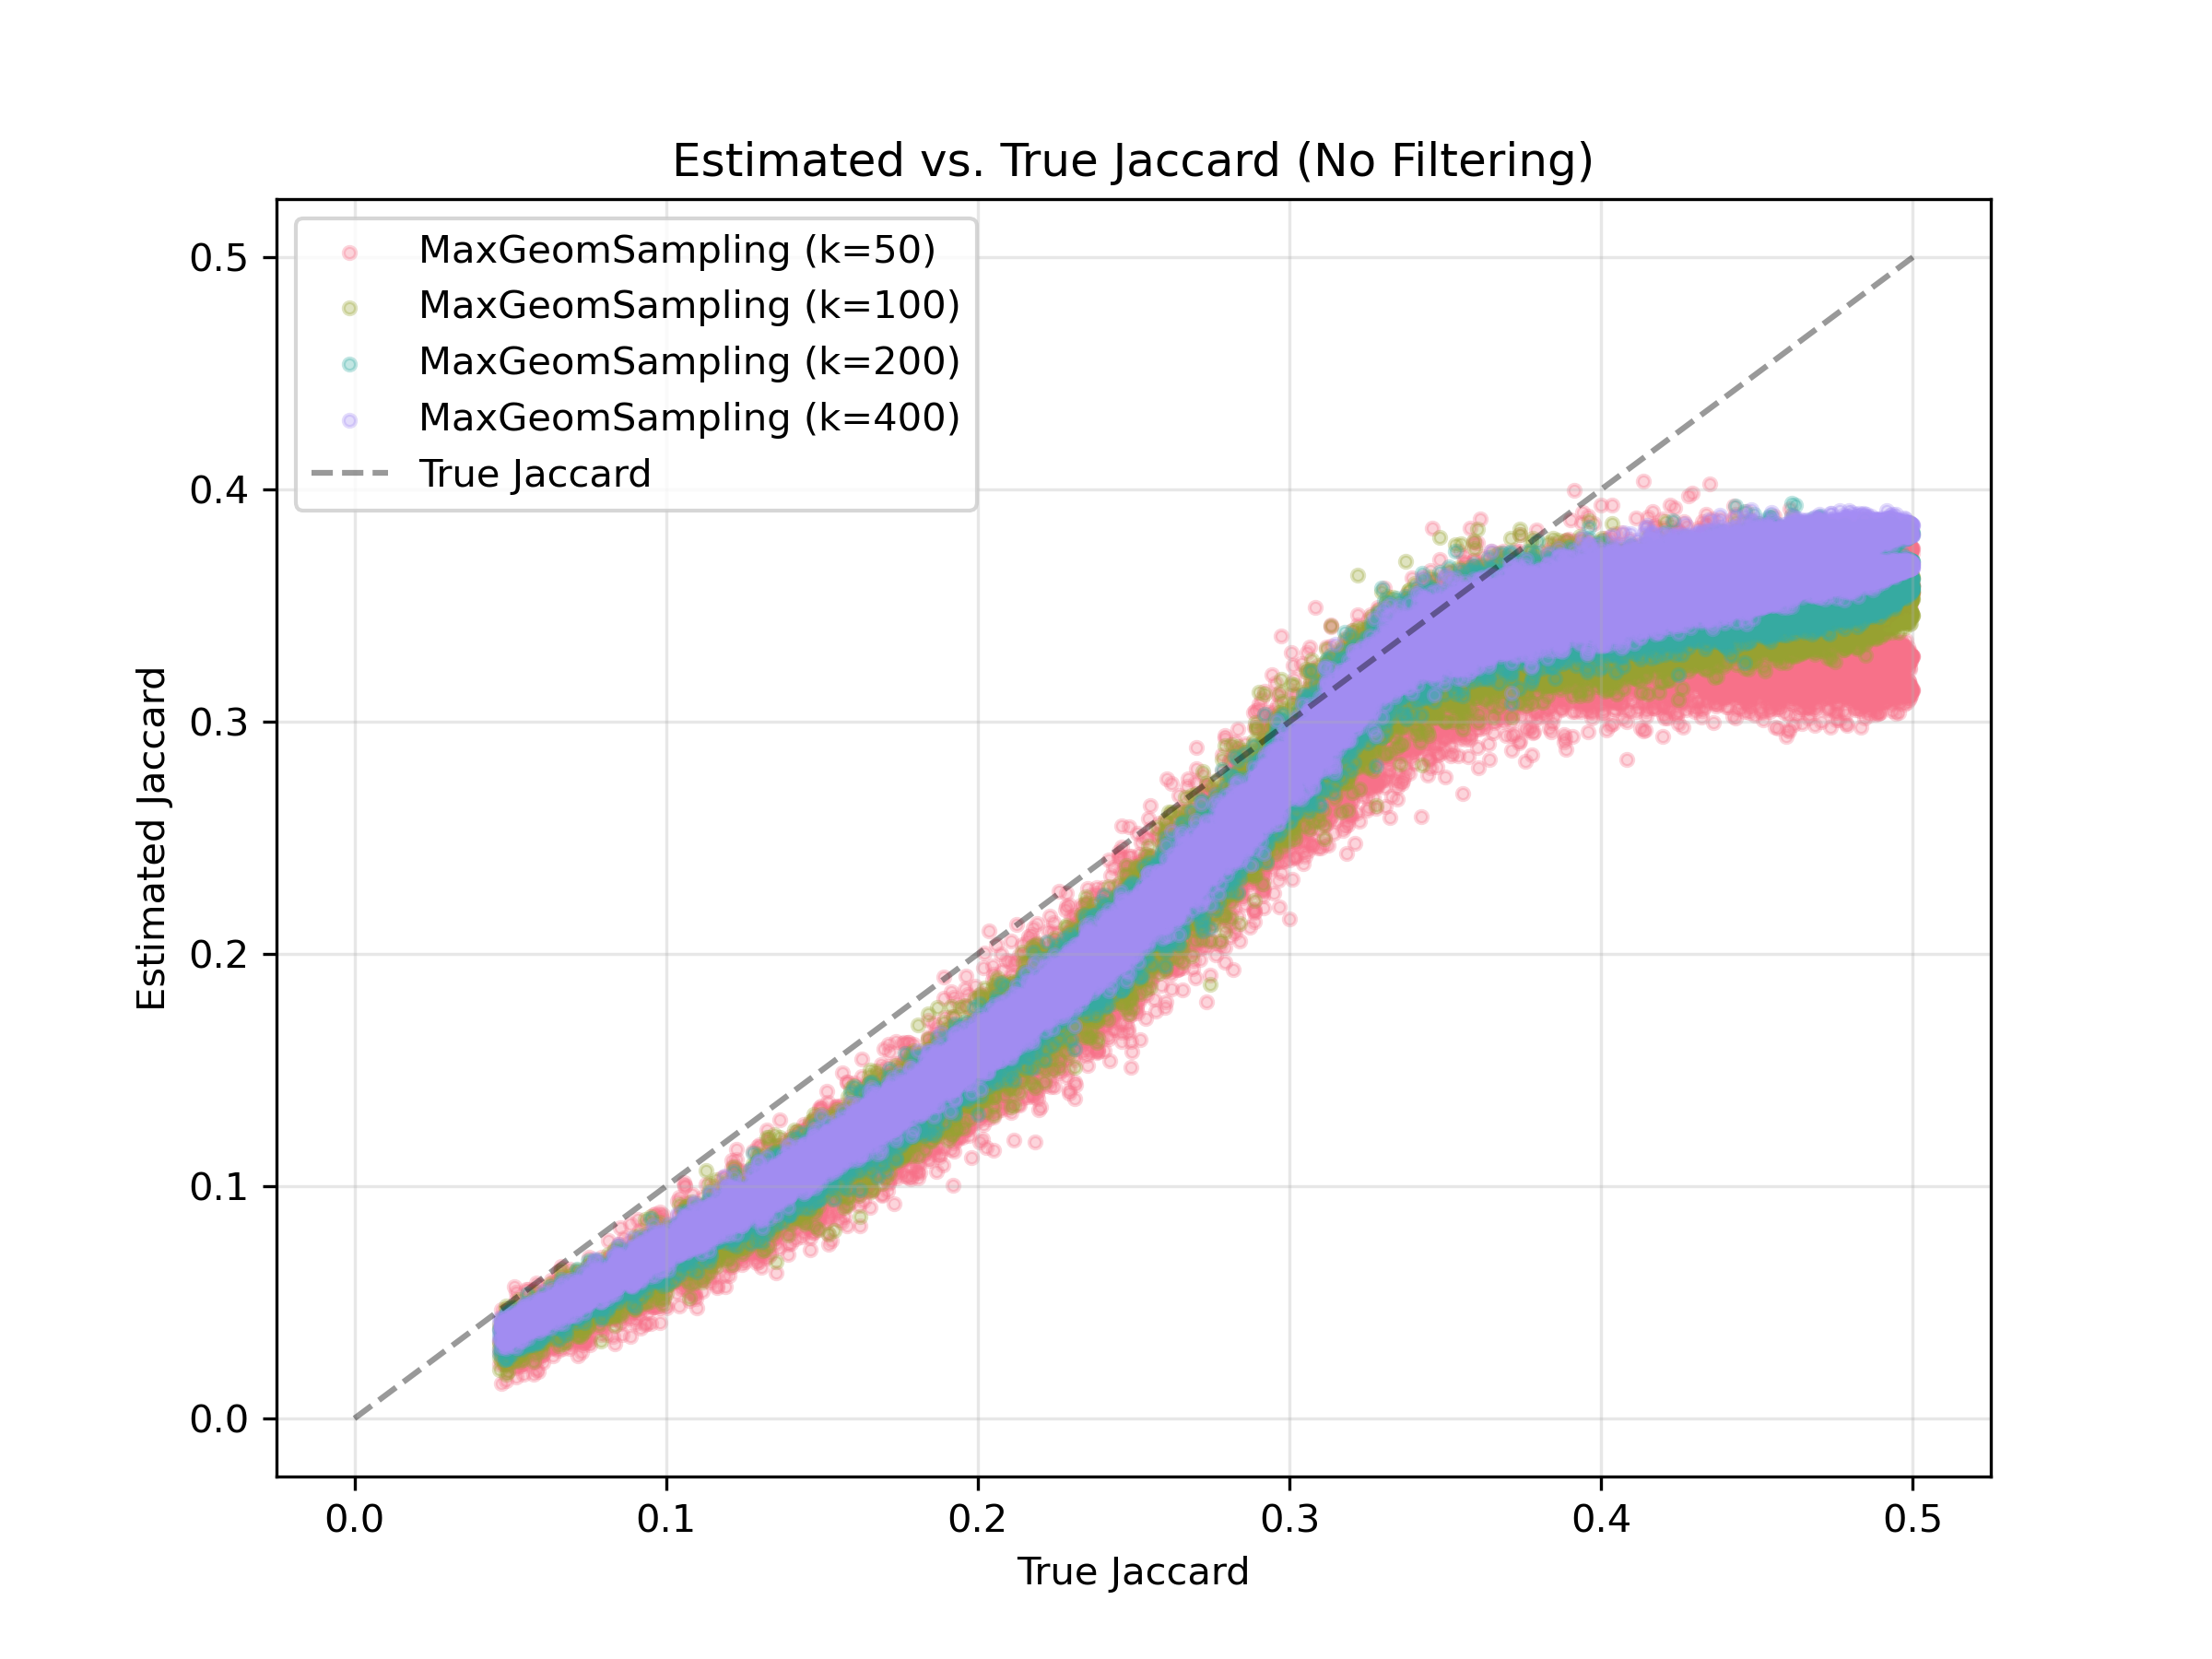 Estimated vs. True Jaccard (No Filtering)
MaxGeomSampling (k=50)
MaxGeomSampling (k=100)
MaxGeomSampling (k=200)
MaxGeomSampling (k=400)
True Jaccard
Estimated Jaccard
0.5
0.4
0.3
0.2
0.1
0.0
0.0 0.1 0.2 0.3 0.4 0.5
True Jaccard